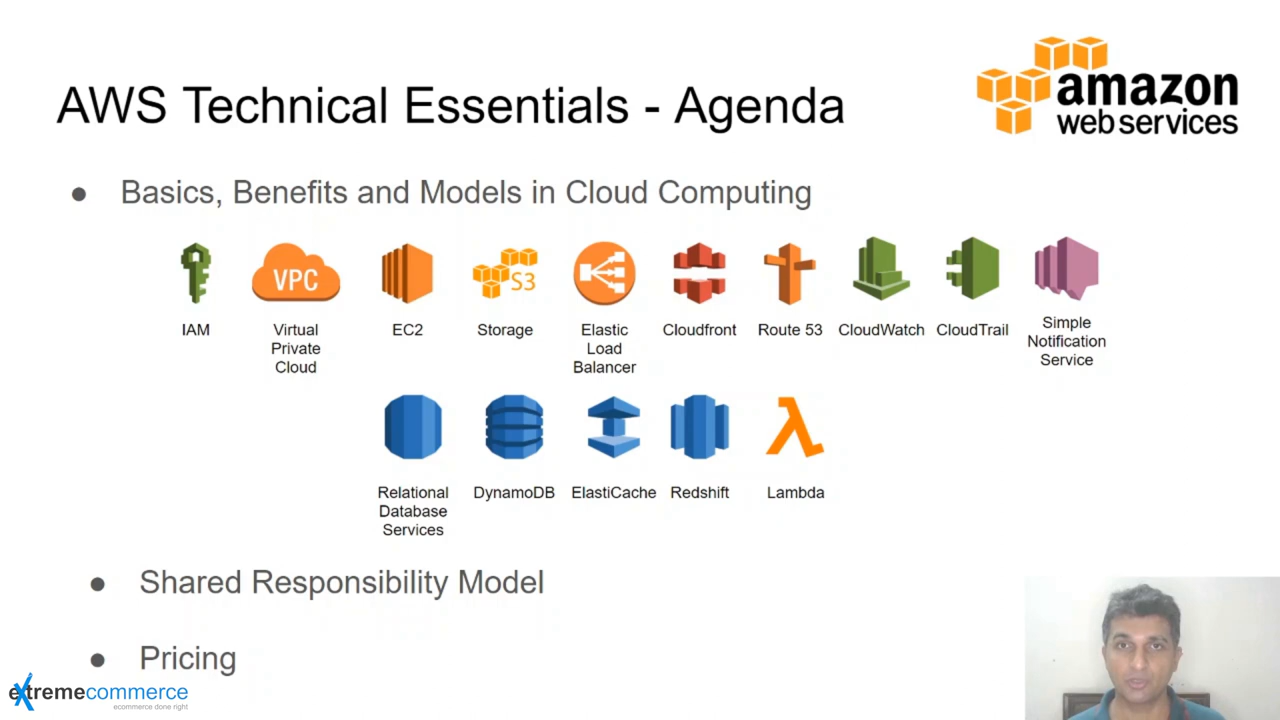 AWS Technical Essentials - Agenda
amazon
web services
● Basics, Benefits and Models in Cloud Computing
VPC
S3
IAM
Virtual
Private
Cloud
EC2
Storage
Elastic
Load
Balancer
Cloudfront
Route 53
CloudWatch
CloudTrail
Simple
Notification
Service
Relational
Database
Services
DynamoDB
ElastiCache
Redshift
Lambda
● Shared Responsibility Model
● Pricing
extremecommerce
ecommerce done right